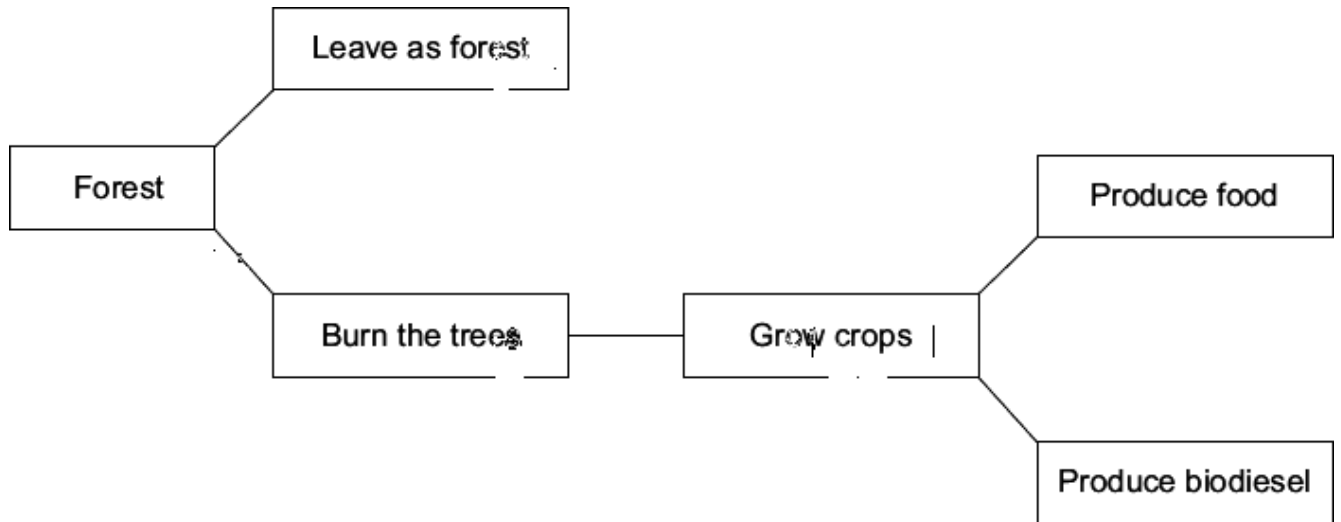 Leave as forest
Forest
Produce food
Burn the trees
Grow crops
Produce biodiesel